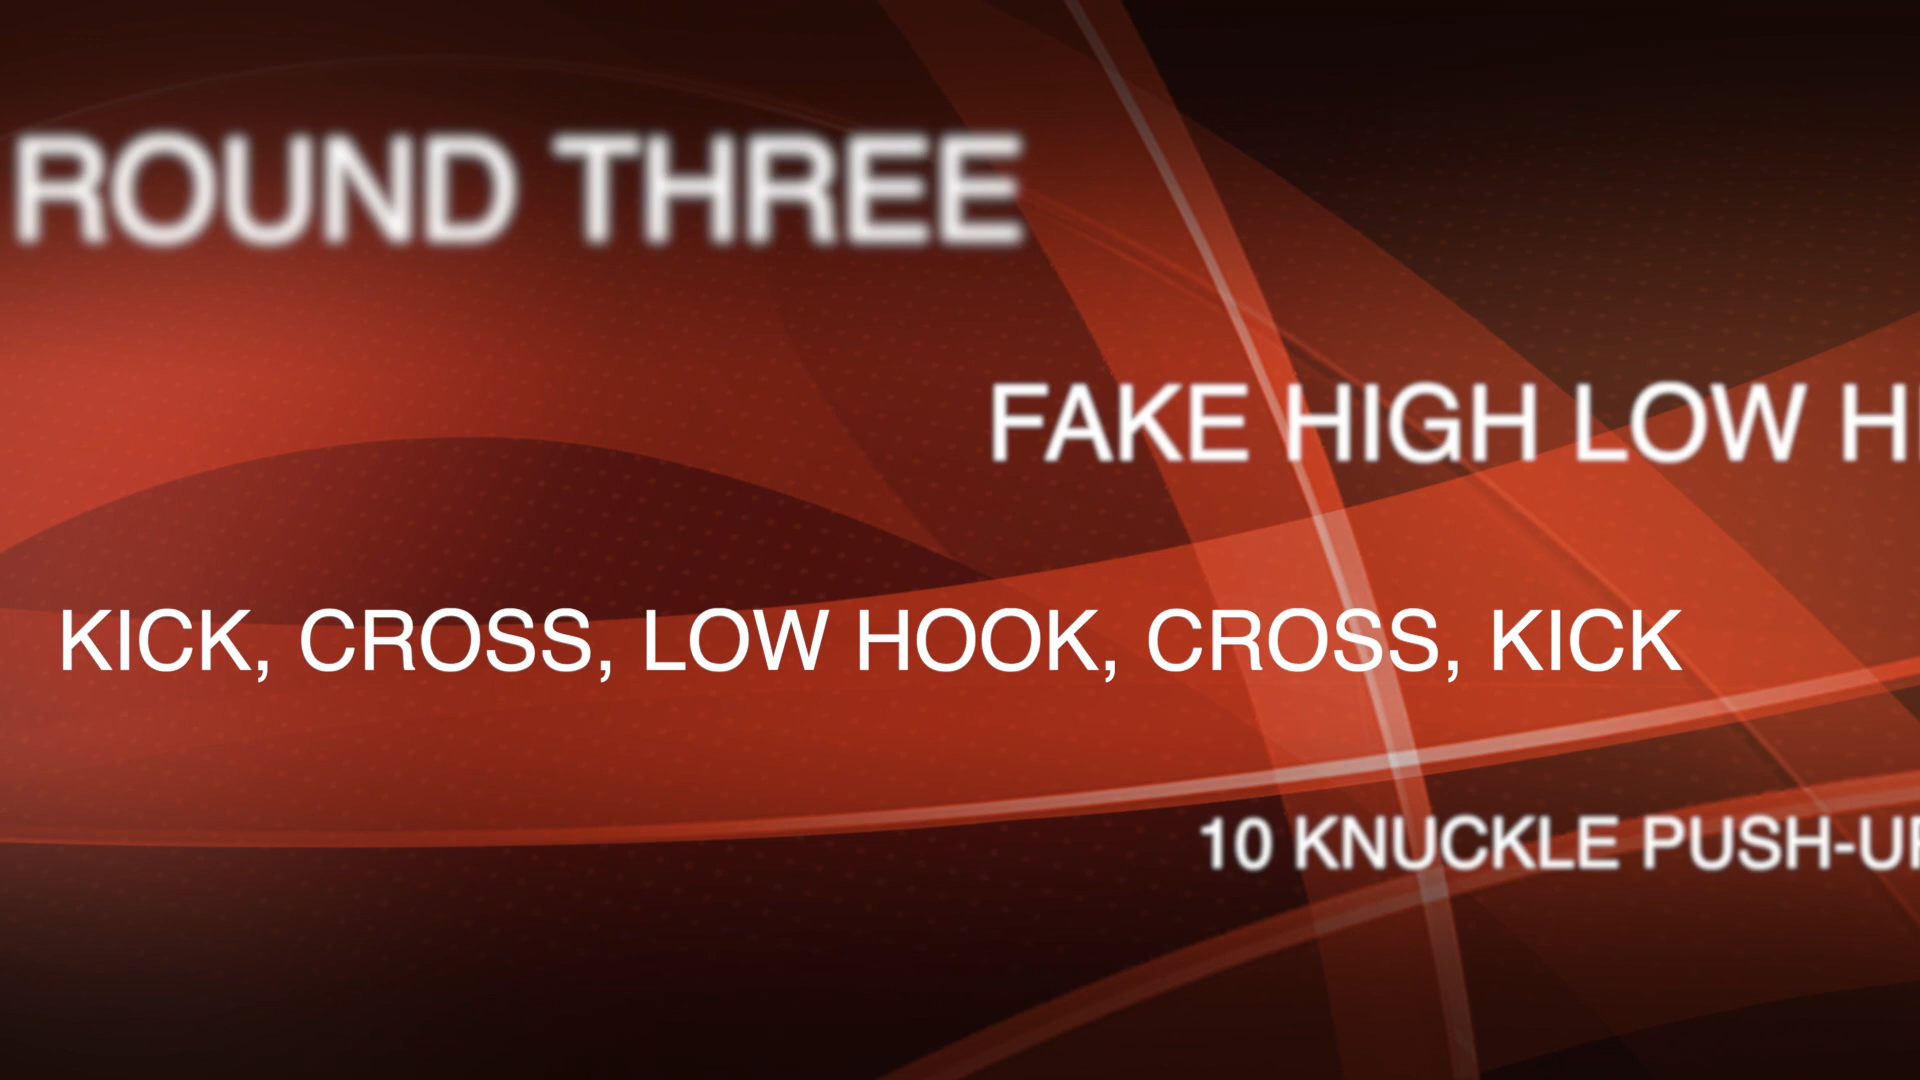 ROUND THREE
FAKE HIGH LOW
KICK, CROSS, LOW HOOK, CROSS, KICK
10 KNUCKLE